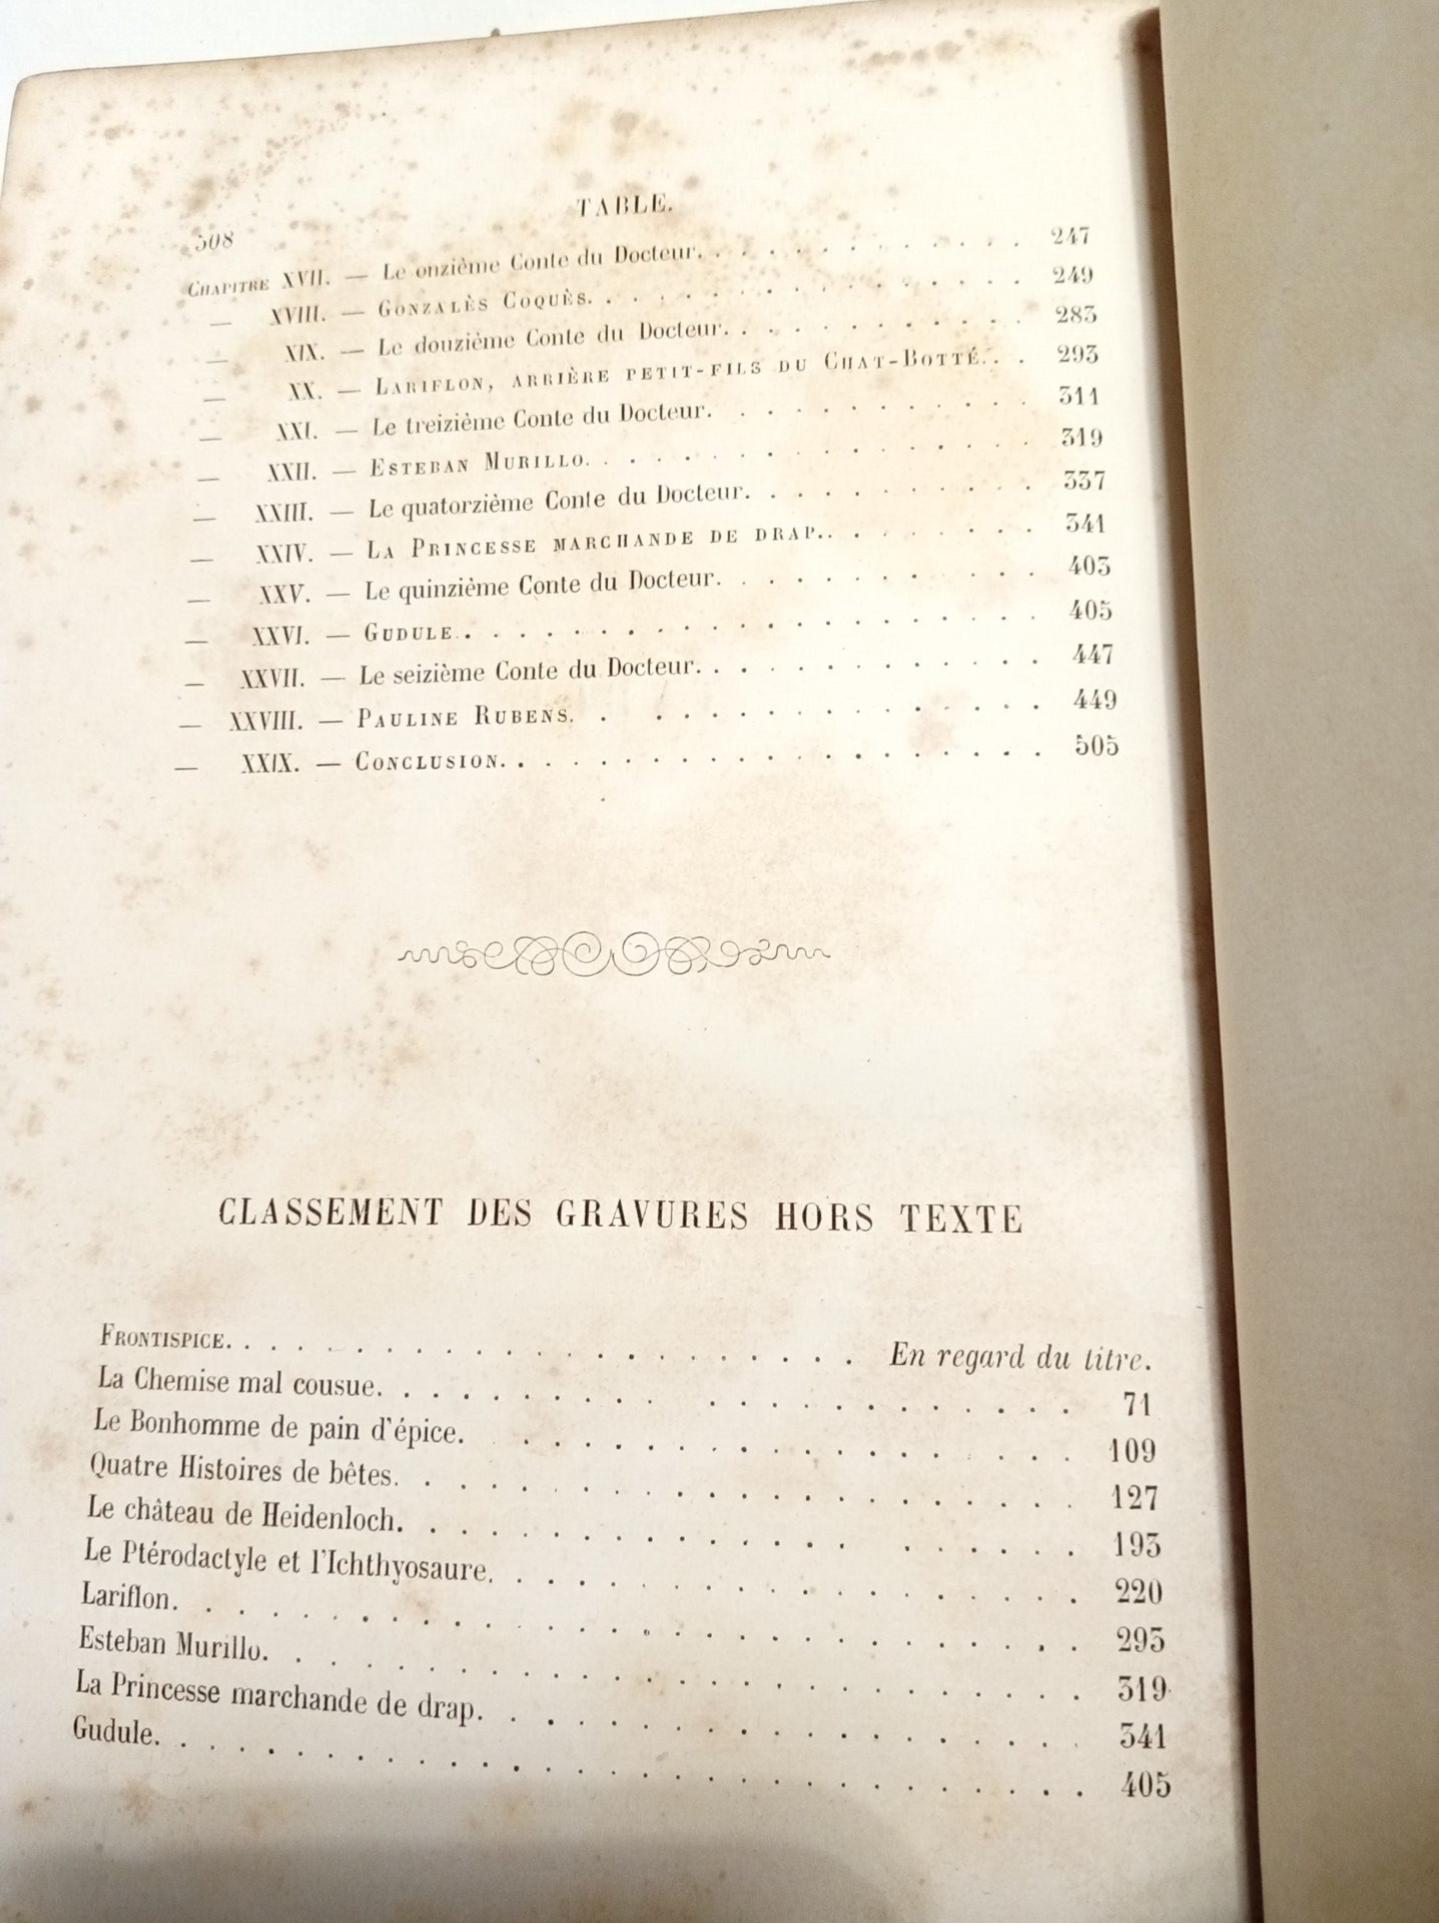 TABLE.
508
CHAPITRE XVII. — Le onzième Conte du Docteur. . . . . . . . . . . . . 247
— XVIII. — GONZALÈS COQUÈS. . . . . . . . . . . . . . . . . 249
— XIX. — Le douzième Conte du Docteur. . . . . . . . . . . . 283
— XX. — LARIFLON, ARRIÈRE PETIT-FILS DU CHAT-BOTTÉ. . . 293
— XXI. — Le treizième Conte du Docteur. . . . . . . . . . . . 311
— XXII. — ESTEBAN MURILLO. . . . . . . . . . . . . . . . . 319
— XXIII. — Le quatorzième Conte du Docteur. . . . . . . . . . . 337
— XXIV. — LA PRINCESSE MARCHANDE DE DRAP. . . . . . . . . 341
— XXV. — Le quinzième Conte du Docteur. . . . . . . . . . . . 403
— XXVI. — GUDULE. . . . . . . . . . . . . . . . . . . . . . 405
— XXVII. — Le seizième Conte du Docteur. . . . . . . . . . . . . 447
— XXVIII. — PAULINE RUBENS. . . . . . . . . . . . . . . . . 449
— XXIX. — CONCLUSION. . . . . . . . . . . . . . . . . . . . 505
CLASSEMENT DES GRAVURES HORS TEXTE
FRONTISPICE. . . . . . . . . . . . . . . . . . . . . En regard du titre.
La Chemise mal cousue. . . . . . . . . . . . . . . . . . . . . . . . 71
Le Bonhomme de pain d'épice. . . . . . . . . . . . . . . . . . . . . 109
Quatre Histoires de bêtes. . . . . . . . . . . . . . . . . . . . . . . 127
Le château de Heidenloch. . . . . . . . . . . . . . . . . . . . . . . 193
Le Ptérodactyle et l'Ichthyosaure. . . . . . . . . . . . . . . . . . . . 220
Lariflon. . . . . . . . . . . . . . . . . . . . . . . . . . . . . . 293
Esteban Murillo. . . . . . . . . . . . . . . . . . . . . . . . . . . 319
La Princesse marchande de drap. . . . . . . . . . . . . . . . . . . . 341
Gudule. . . . . . . . . . . . . . . . . . . . . . . . . . . . . . . 405